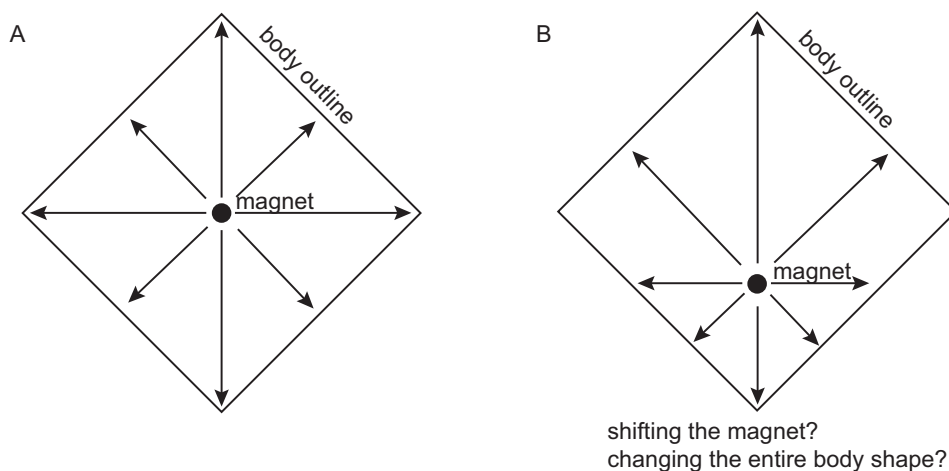 A
body outline
magnet
B
body outline
magnet
shifting the magnet?
changing the entire body shape?